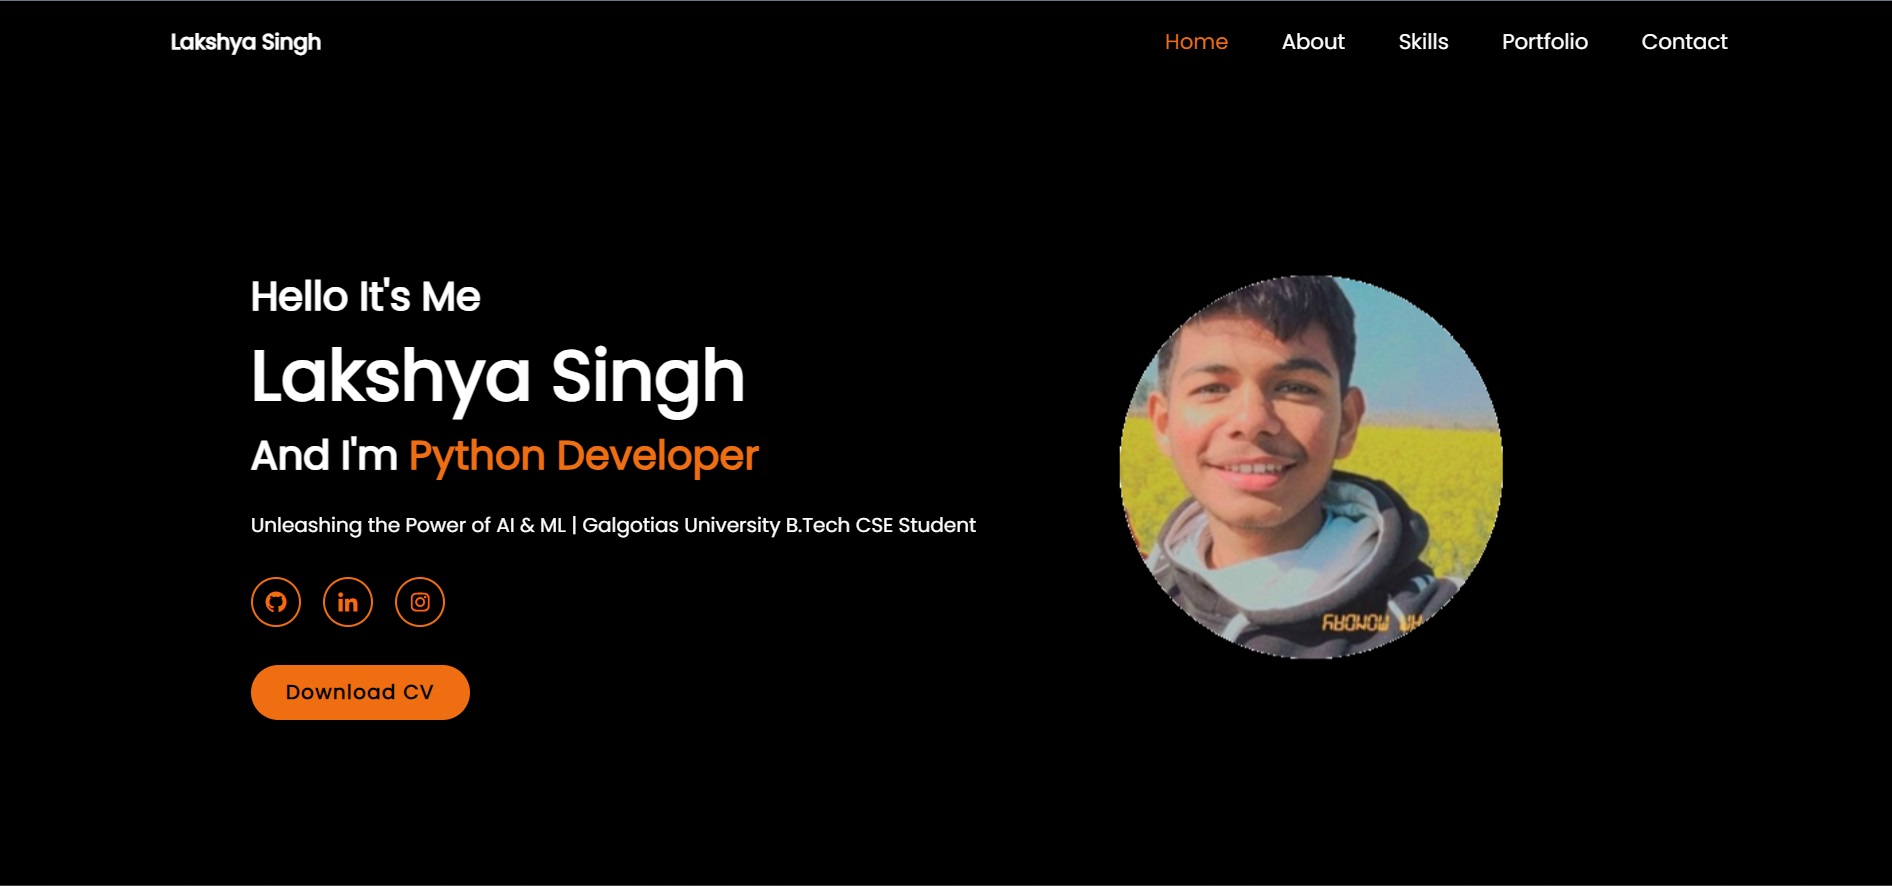 Lakshya Singh
Home About Skills Portfolio Contact
Hello It's Me
Lakshya Singh
And I'm Python Developer
Unleashing the Power of AI & ML | Galgotias University B.Tech CSE Student
in
Download CV